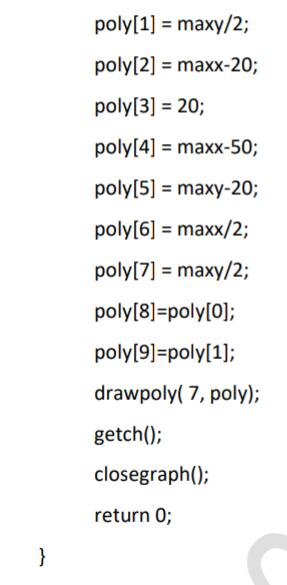 poly[1] = maxy/2;
poly[2] = maxx-20;
poly[3] = 20;
poly[4] = maxx-50;
poly[5] = maxy-20;
poly[6] = maxx/2;
poly[7] = maxy/2;
poly[8]=poly[0];
poly[9]=poly[1];
drawpoly( 7, poly);
getch();
closegraph();
return 0;
}